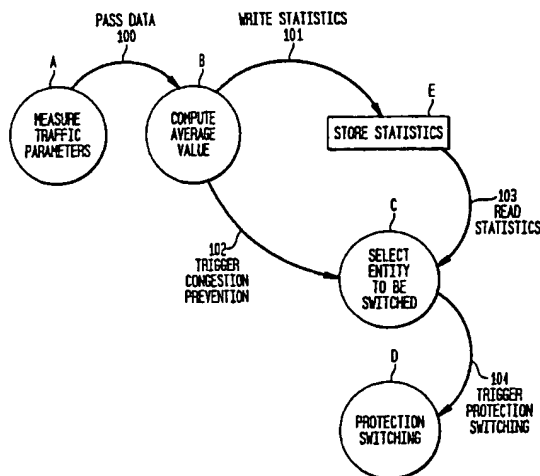 PASS DATA
100
WRITE STATISTICS
101
A
B
E
MEASURE
TRAFFIC
PARAMETERS
COMPUTE
AVERAGE
VALUE
STORE STATISTICS
103
READ
STATISTICS
C
102
TRIGGER
CONGESTION
PREVENTION
SELECT
ENTITY
TO BE
SWITCHED
D
104
TRIGGER
PROTECTION
SWITCHING
PROTECTION
SWITCHING